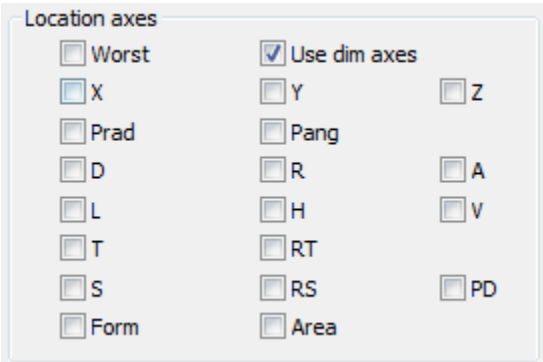 Location axes
Worst Use dim axes
X Y Z
Prad Pang
D R A
L H V
T RT
S RS PD
Form Area